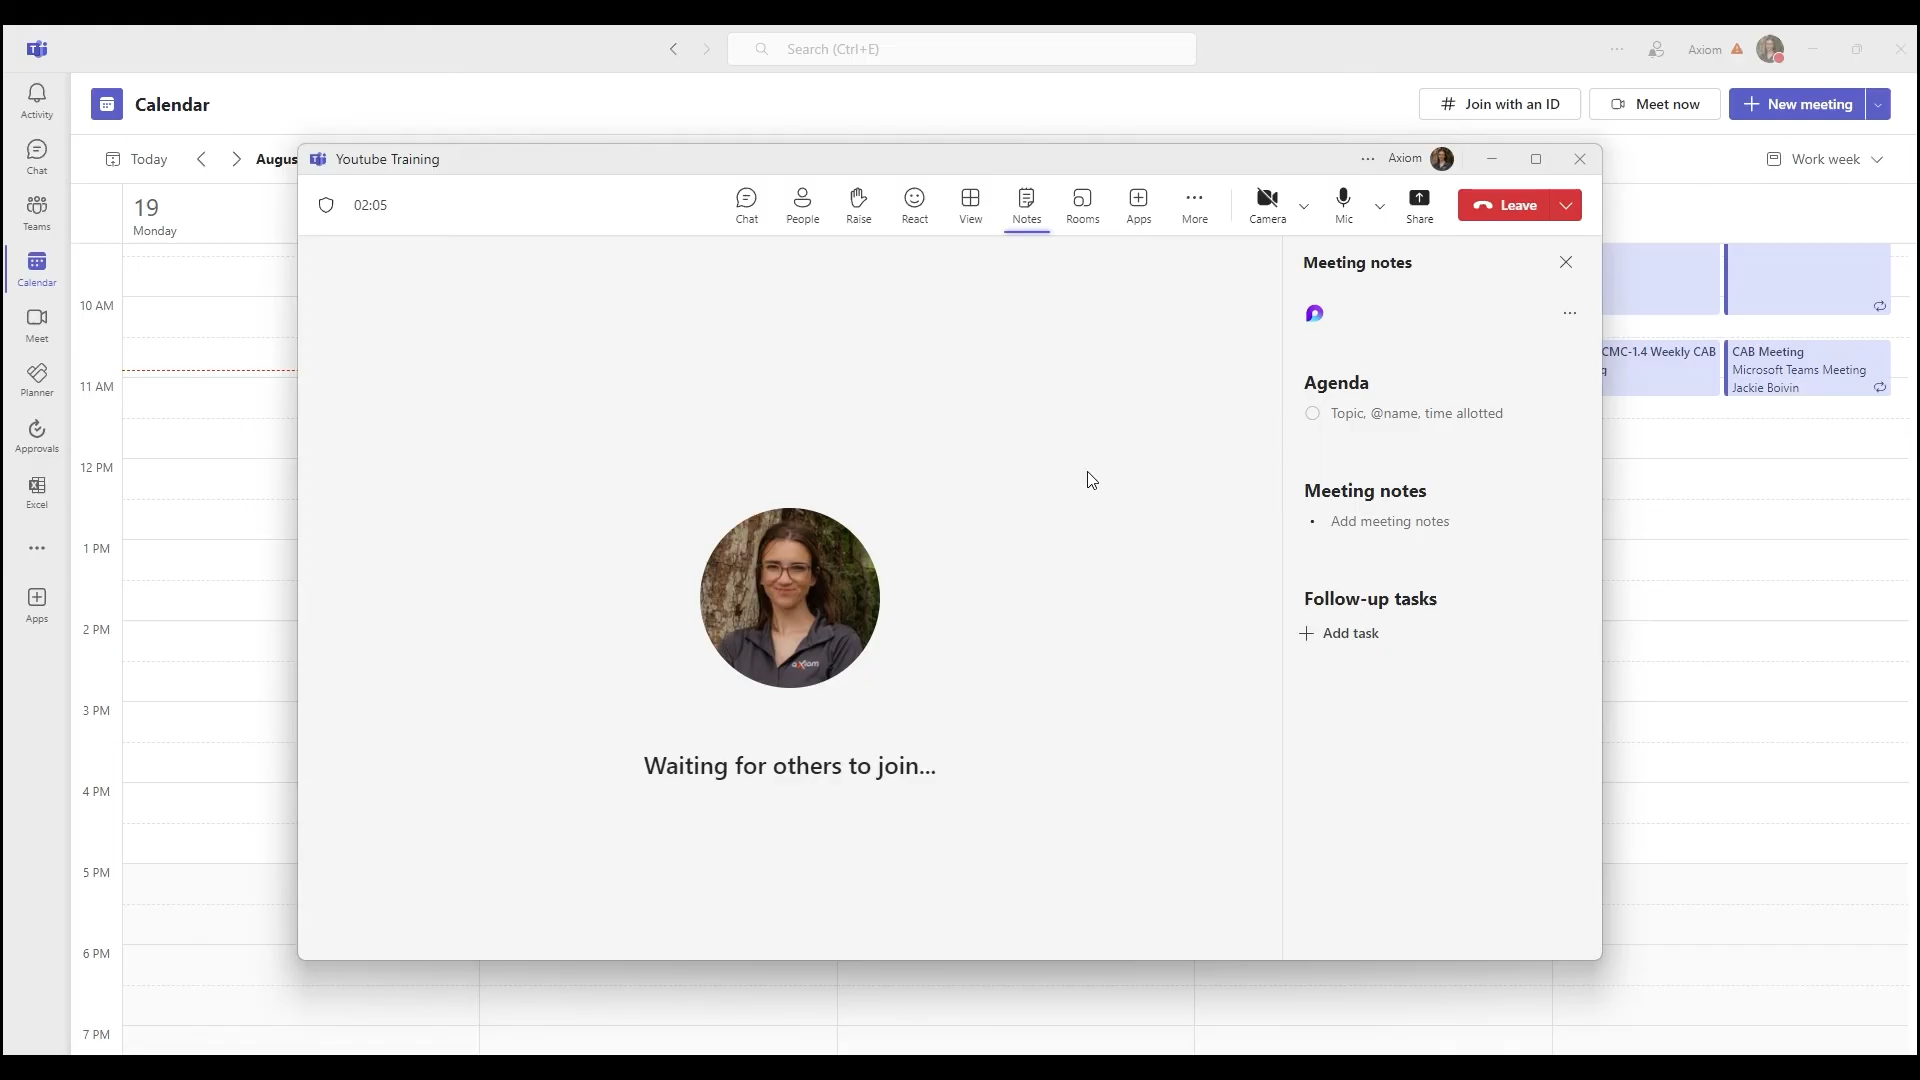 Search (Ctrl+E)
Axiom
Activity
Chat
Teams
Calendar
Meet
Planner
Approvals
Excel
Apps
Calendar
Join with an ID
Meet now
New meeting
Today
Augus
Work week
19
Monday
10 AM
11 AM
12 PM
1 PM
2 PM
3 PM
4 PM
5 PM
6 PM
7 PM
Youtube Training
Axiom
02:05
Chat
People
Raise
React
View
Notes
Rooms
Apps
More
Camera
Mic
Share
Leave
axiom
Waiting for others to join...
Meeting notes
Agenda
Topic, @name, time allotted
Meeting notes
• Add meeting notes
Follow-up tasks
Add task
CMC-1.4 Weekly CAB
CAB Meeting
Microsoft Teams Meeting
Jackie Boivin